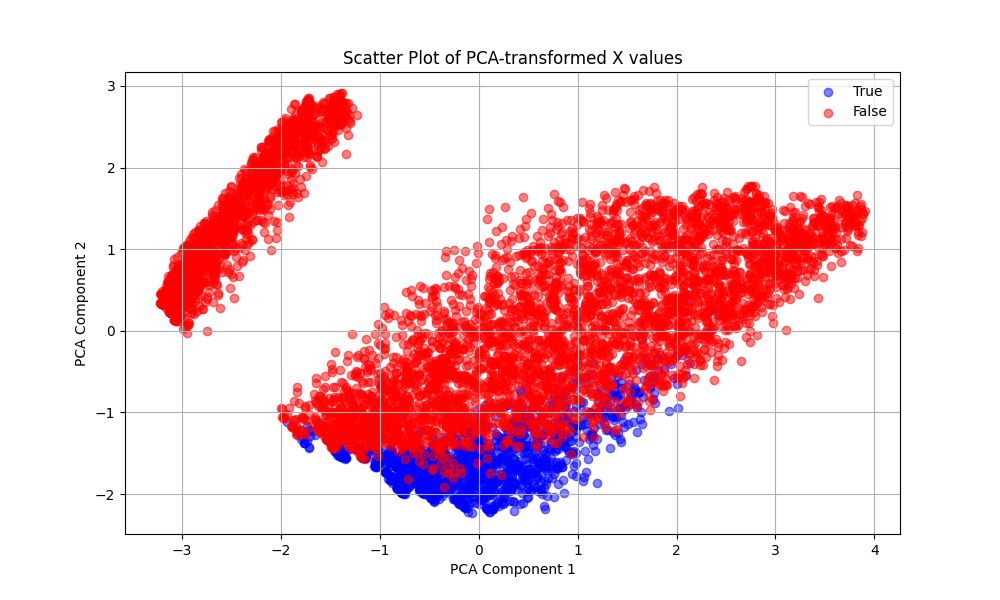 Scatter Plot of PCA-transformed X values
True
False
PCA Component 2
3
2
1
0
−1
−2
−3
−2
−1
0
1
2
3
4
PCA Component 1